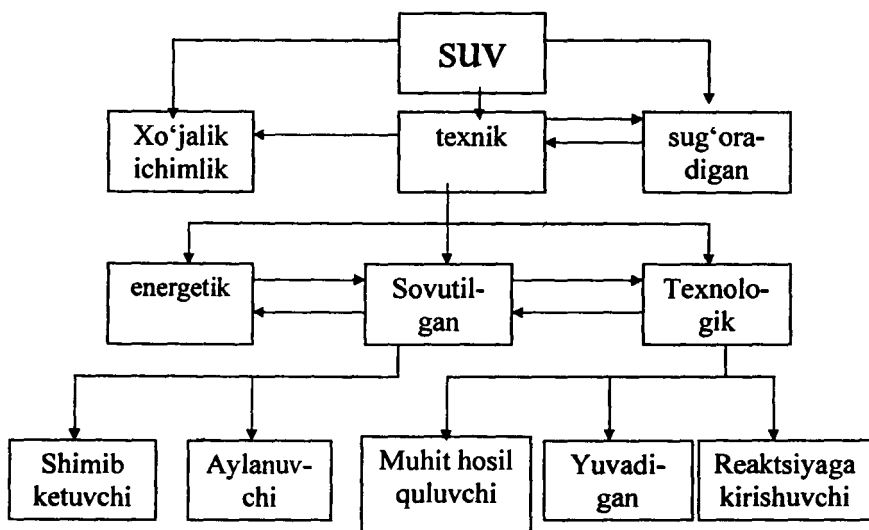 suv
Xo‘jalik
ichimlik
texnik
sug‘ora-
digan
energetik
Sovutil-
gan
Texnolo-
gik
Shimib
ketuvchi
Aylanuv-
chi
Muhit hosil
quluvchi
Yuvadi-
gan
Reaktsiyaga
kirishuvchi